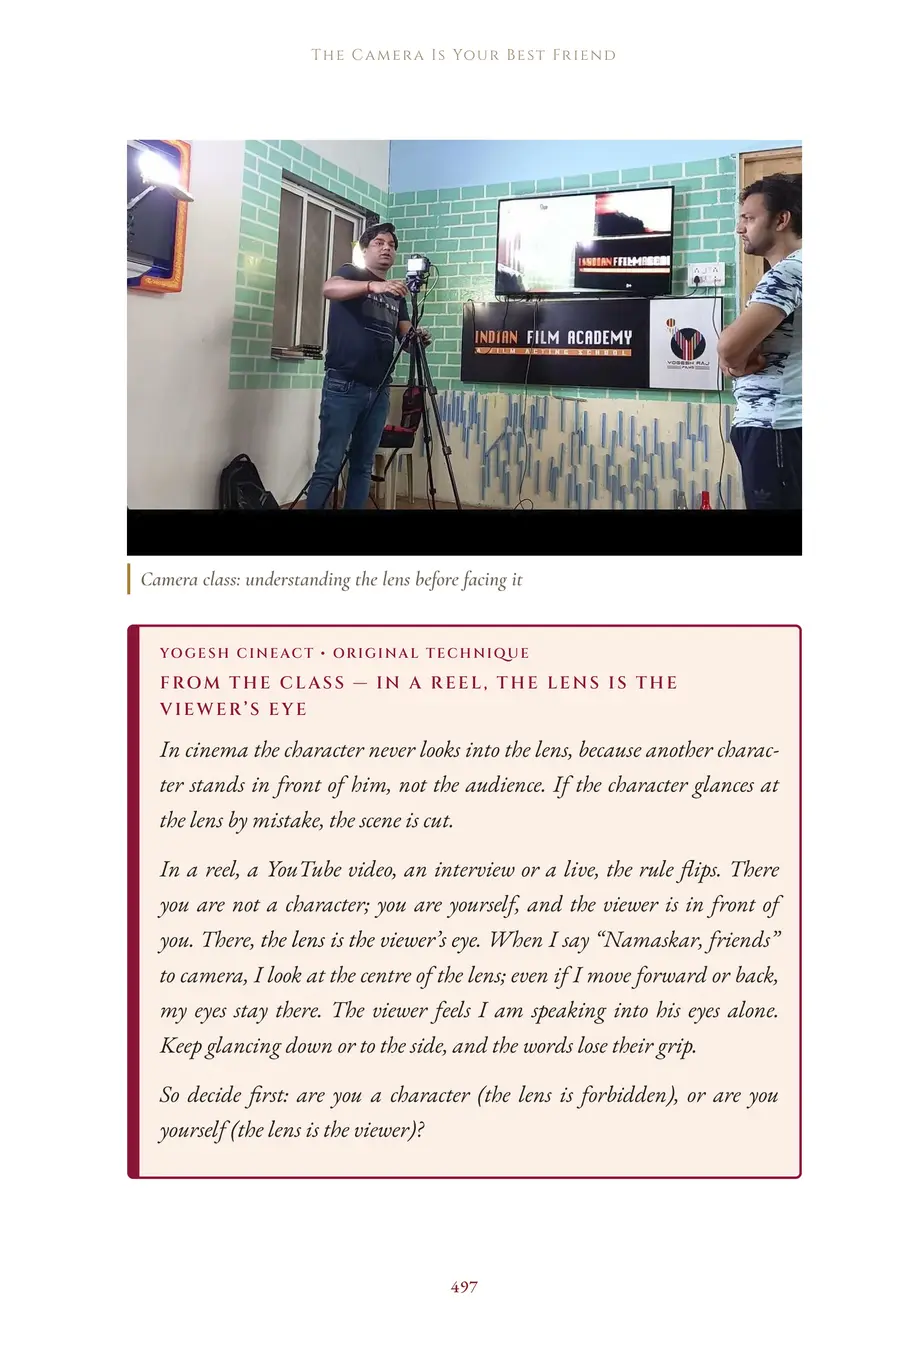 The Camera Is Your Best Friend
INDIAN FILMACADE
INDIAN FILM ACADEMY
A FILM ACTING SCHOOL
YOGESH RAJ
FILMS
Camera class: understanding the lens before facing it
YOGESH CINEACT • ORIGINAL TECHNIQUE
FROM THE CLASS — IN A REEL, THE LENS IS THE
VIEWER’S EYE
In cinema the character never looks into the lens, because another charac-
ter stands in front of him, not the audience. If the character glances at
the lens by mistake, the scene is cut.
In a reel, a YouTube video, an interview or a live, the rule flips. There
you are not a character; you are yourself, and the viewer is in front of
you. There, the lens is the viewer’s eye. When I say “Namaskar, friends”
to camera, I look at the centre of the lens; even if I move forward or back,
my eyes stay there. The viewer feels I am speaking into his eyes alone.
Keep glancing down or to the side, and the words lose their grip.
So decide first: are you a character (the lens is forbidden), or are you
yourself (the lens is the viewer)?
497